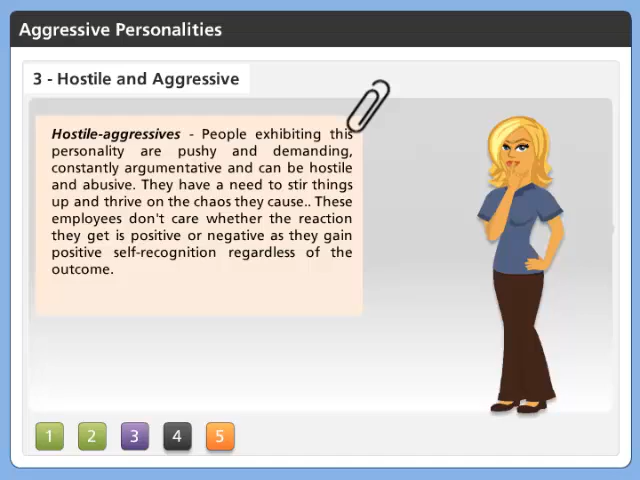 Aggressive Personalities
3 - Hostile and Aggressive
Hostile-aggressives - People exhibiting this
personality are pushy and demanding,
constantly argumentative and can be hostile
and abusive. They have a need to stir things
up and thrive on the chaos they cause.. These
employees don't care whether the reaction
they get is positive or negative as they gain
positive self-recognition regardless of the
outcome.
1 2 3 4 5